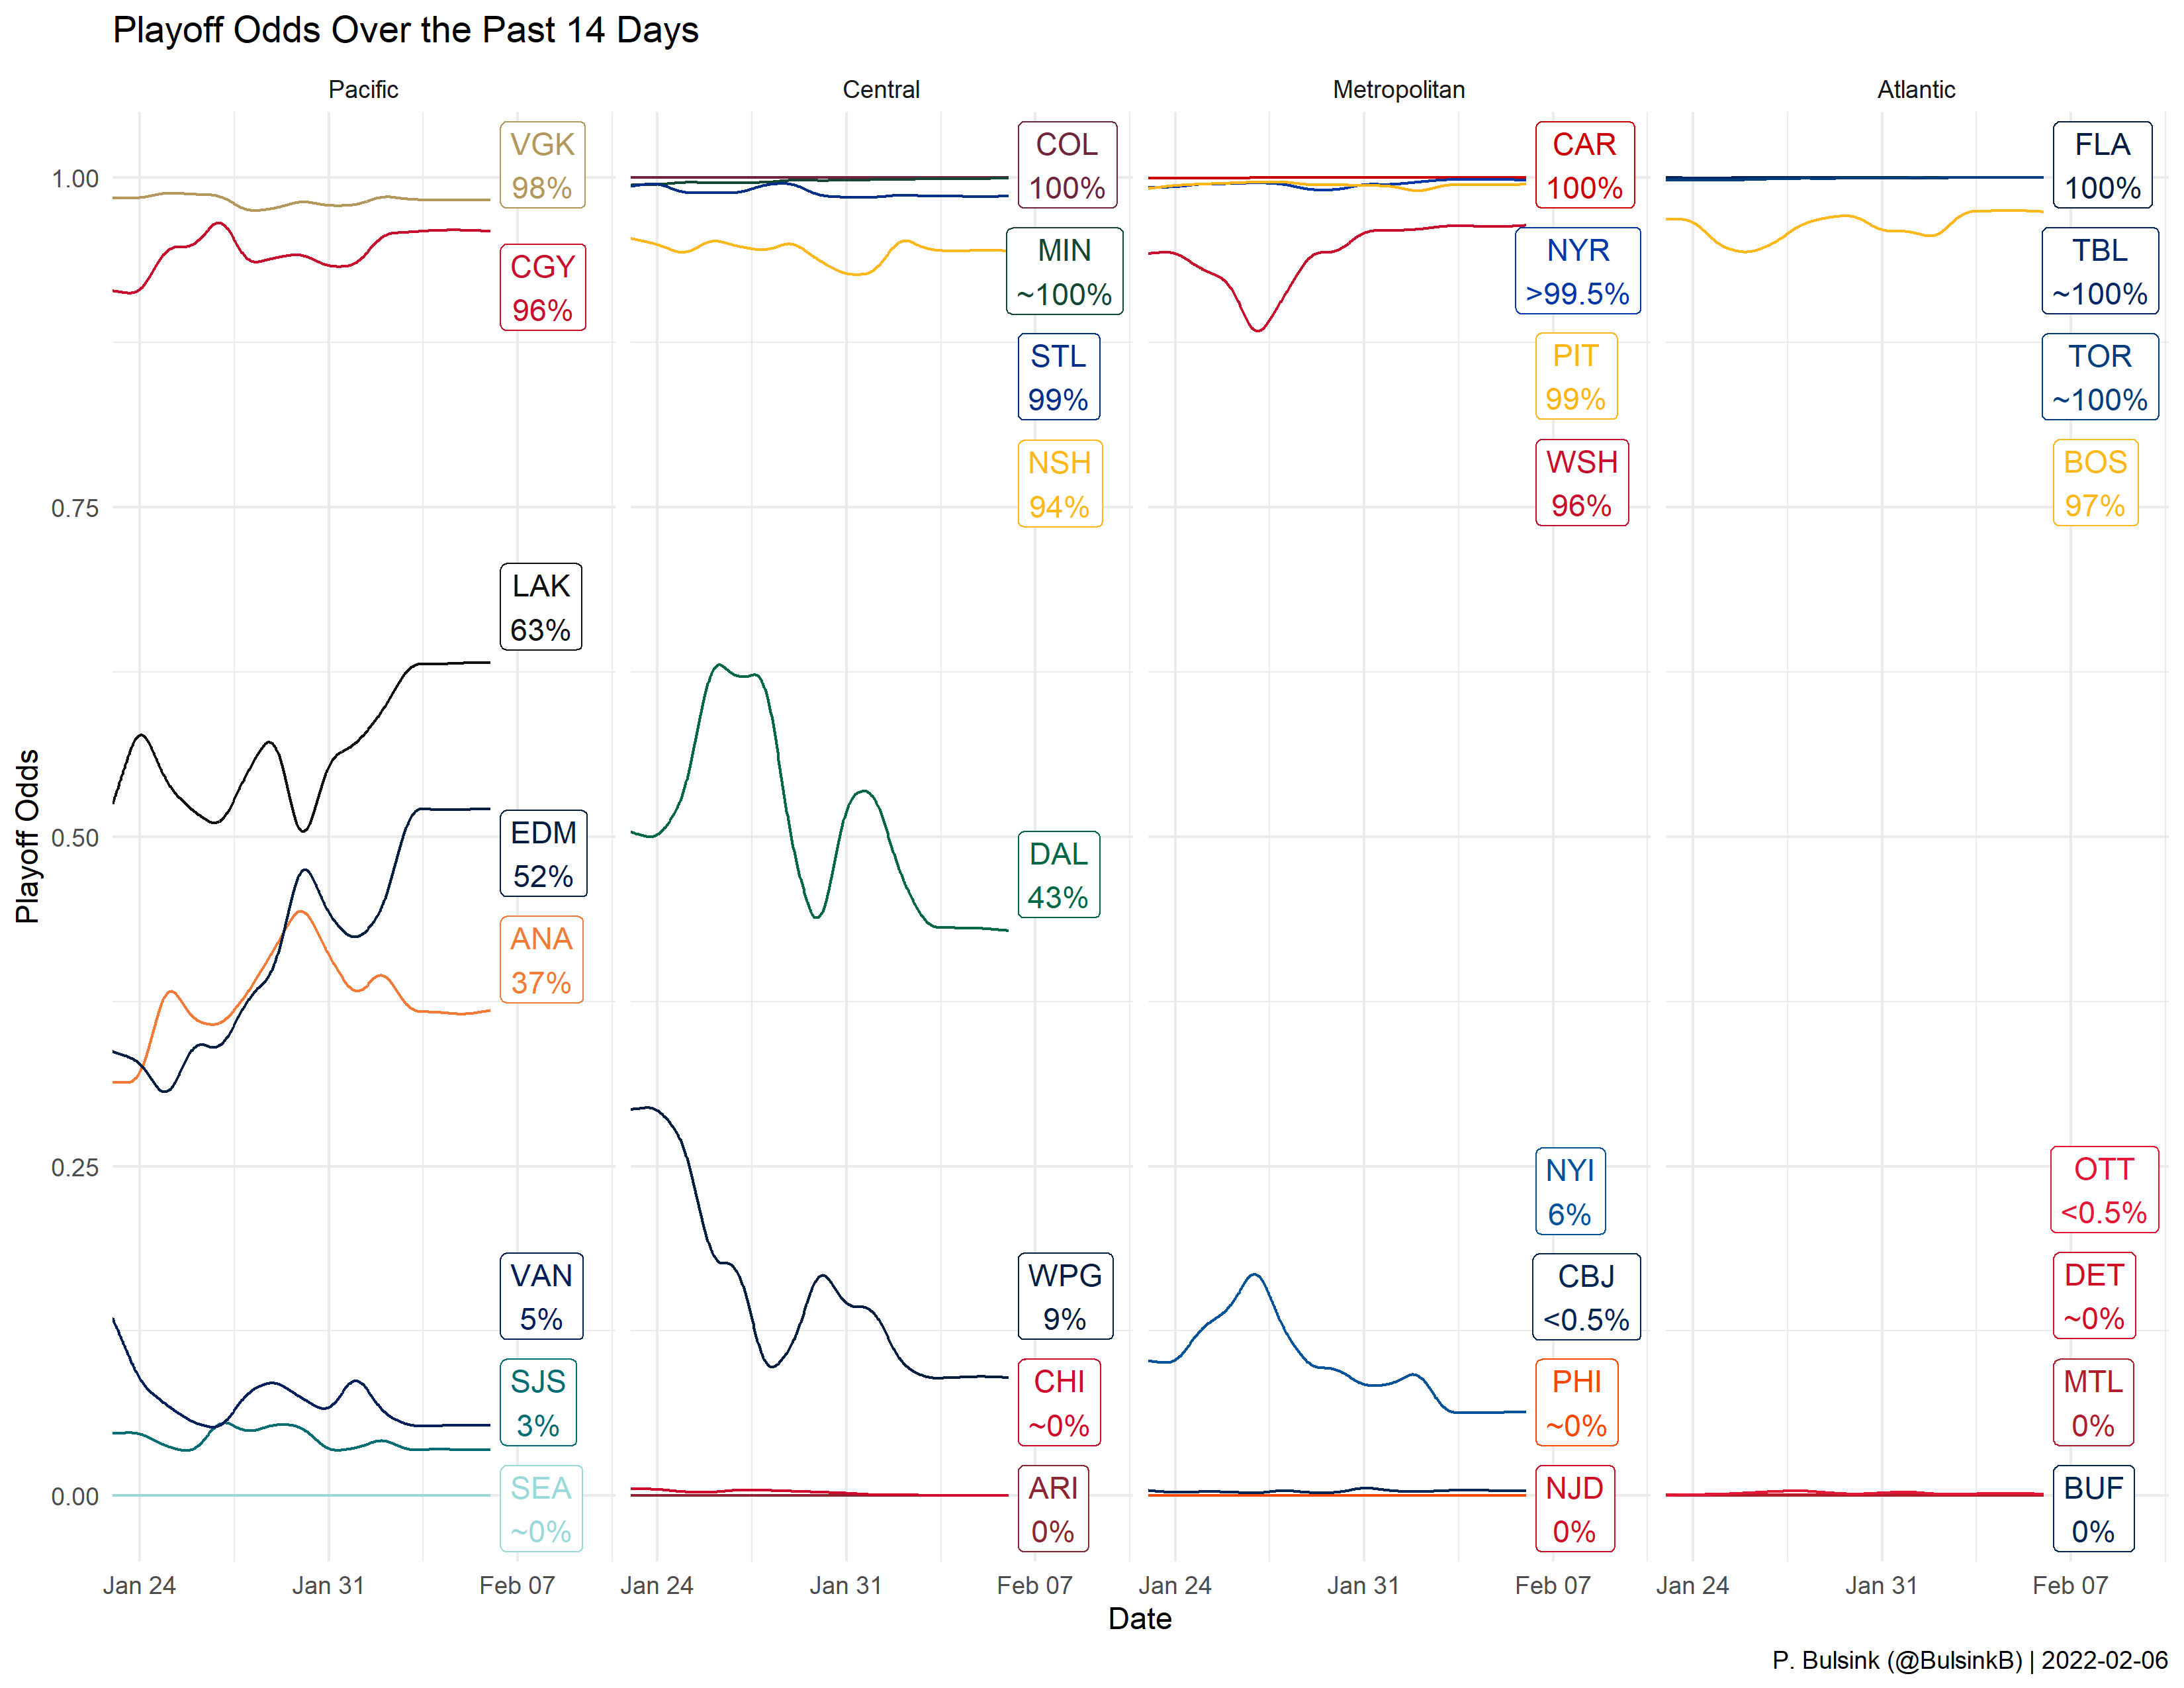 Playoff Odds Over the Past 14 Days
Pacific
Central
Metropolitan
Atlantic
Playoff Odds
1.00
0.75
0.50
0.25
0.00
VGK
98%
CGY
96%
LAK
63%
EDM
52%
ANA
37%
VAN
5%
SJS
3%
SEA
~0%
COL
100%
MIN
~100%
STL
99%
NSH
94%
DAL
43%
WPG
9%
CHI
~0%
ARI
0%
CAR
100%
NYR
>99.5%
PIT
99%
WSH
96%
NYI
6%
CBJ
<0.5%
PHI
~0%
NJD
0%
FLA
100%
TBL
~100%
TOR
~100%
BOS
97%
OTT
<0.5%
DET
~0%
MTL
0%
BUF
0%
Jan 24
Jan 31
Feb 07
Jan 24
Jan 31
Feb 07
Jan 24
Jan 31
Feb 07
Jan 24
Jan 31
Feb 07
Date
P. Bulsink (@BulsinkB) | 2022-02-06